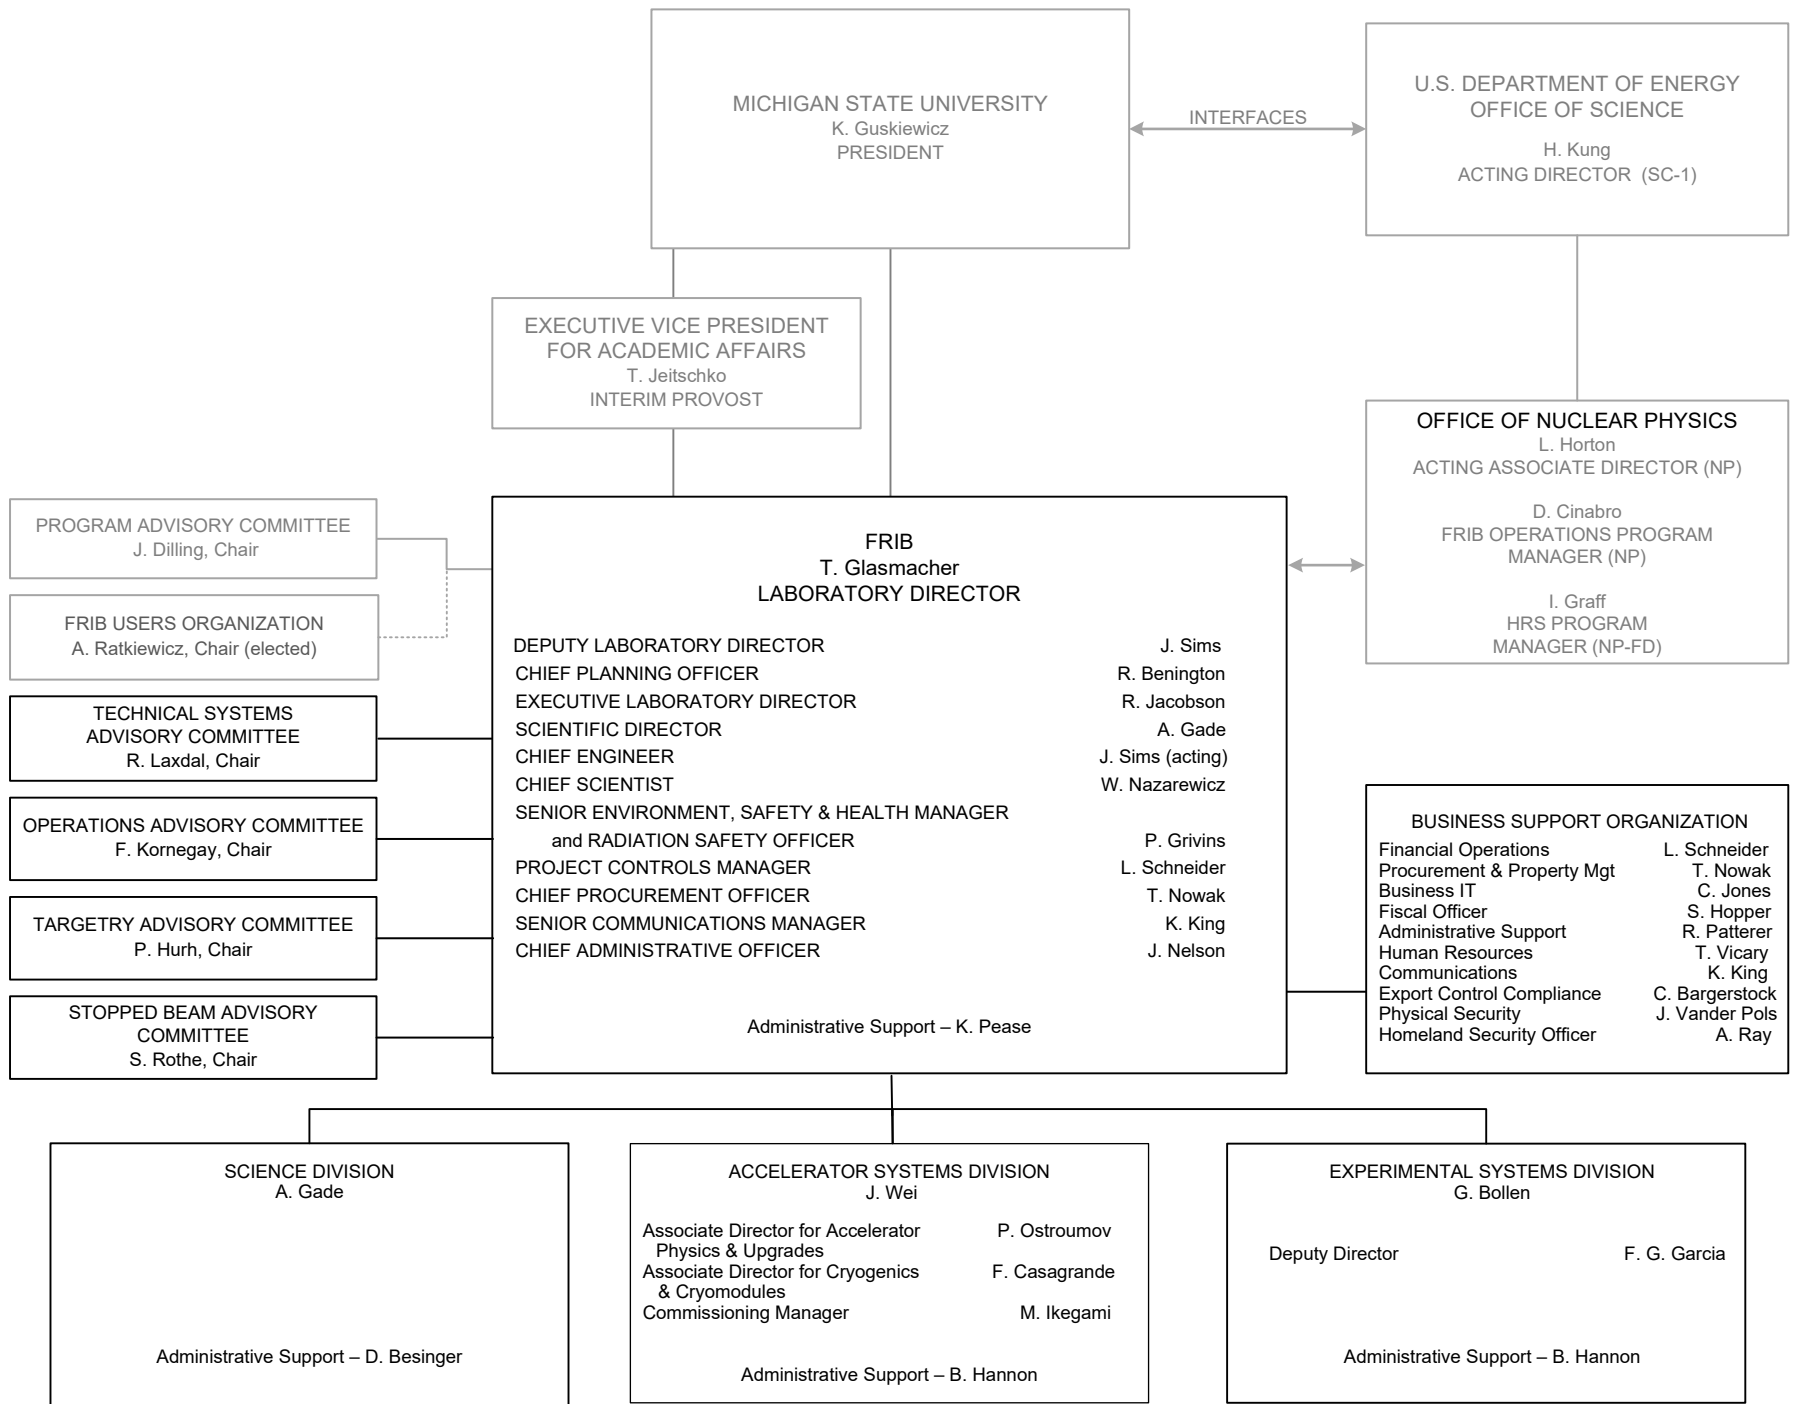 MICHIGAN STATE UNIVERSITY
K. Guskiewicz
PRESIDENT
INTERFACES
U.S. DEPARTMENT OF ENERGY
OFFICE OF SCIENCE
H. Kung
ACTING DIRECTOR (SC-1)
EXECUTIVE VICE PRESIDENT
FOR ACADEMIC AFFAIRS
T. Jeitschko
INTERIM PROVOST
OFFICE OF NUCLEAR PHYSICS
L. Horton
ACTING ASSOCIATE DIRECTOR (NP)
D. Cinabro
FRIB OPERATIONS PROGRAM
MANAGER (NP)
I. Graff
HRS PROGRAM
MANAGER (NP-FD)
PROGRAM ADVISORY COMMITTEE
J. Dilling, Chair
FRIB USERS ORGANIZATION
A. Ratkiewicz, Chair (elected)
TECHNICAL SYSTEMS
ADVISORY COMMITTEE
R. Laxdal, Chair
OPERATIONS ADVISORY COMMITTEE
F. Kornegay, Chair
TARGETRY ADVISORY COMMITTEE
P. Hurh, Chair
STOPPED BEAM ADVISORY
COMMITTEE
S. Rothe, Chair
FRIB
T. Glasmacher
LABORATORY DIRECTOR
DEPUTY LABORATORY DIRECTOR J. Sims
CHIEF PLANNING OFFICER R. Benington
EXECUTIVE LABORATORY DIRECTOR R. Jacobson
SCIENTIFIC DIRECTOR A. Gade
CHIEF ENGINEER J. Sims (acting)
CHIEF SCIENTIST W. Nazarewicz
SENIOR ENVIRONMENT, SAFETY & HEALTH MANAGER
and RADIATION SAFETY OFFICER P. Grivins
PROJECT CONTROLS MANAGER L. Schneider
CHIEF PROCUREMENT OFFICER T. Nowak
SENIOR COMMUNICATIONS MANAGER K. King
CHIEF ADMINISTRATIVE OFFICER J. Nelson
Administrative Support – K. Pease
BUSINESS SUPPORT ORGANIZATION
Financial Operations L. Schneider
Procurement & Property Mgt T. Nowak
Business IT C. Jones
Fiscal Officer S. Hopper
Administrative Support R. Patterer
Human Resources T. Vicary
Communications K. King
Export Control Compliance C. Bargerstock
Physical Security J. Vander Pols
Homeland Security Officer A. Ray
SCIENCE DIVISION
A. Gade
Administrative Support – D. Besinger
ACCELERATOR SYSTEMS DIVISION
J. Wei
Associate Director for Accelerator P. Ostroumov
Physics & Upgrades
Associate Director for Cryogenics F. Casagrande
& Cryomodules
Commissioning Manager M. Ikegami
Administrative Support – B. Hannon
EXPERIMENTAL SYSTEMS DIVISION
G. Bollen
Deputy Director F. G. Garcia
Administrative Support – B. Hannon